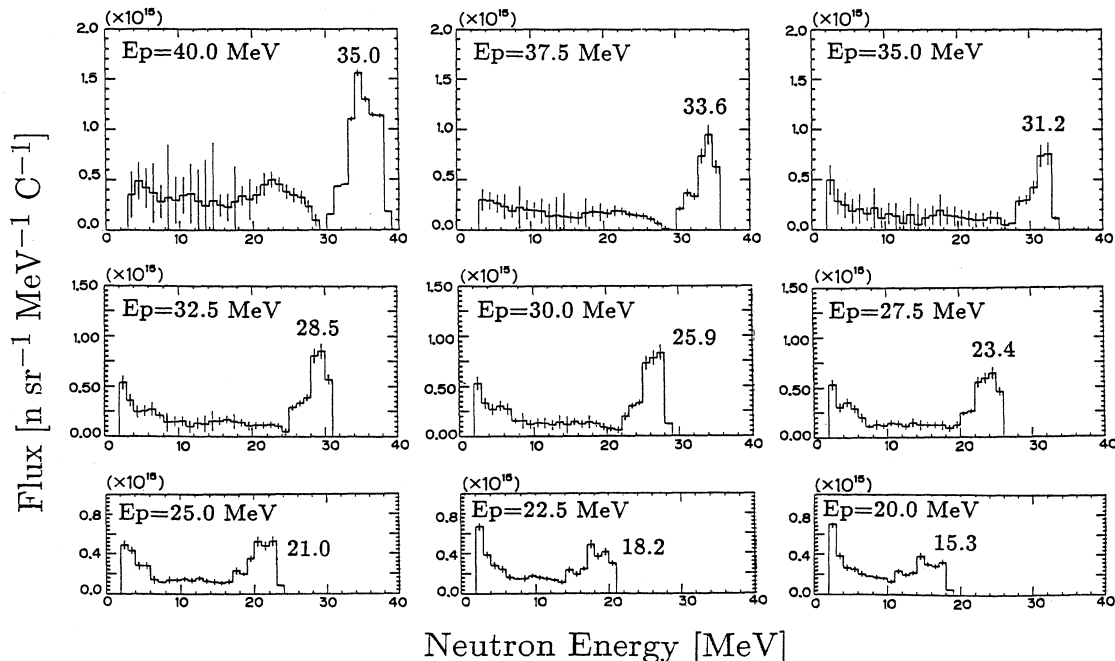 (×10¹⁵) (×10¹⁵) (×10¹⁵)
Ep=40.0 MeV 35.0
Ep=37.5 MeV 33.6
Ep=35.0 MeV 31.2
2.0 1.5 1.0 0.5 0.0
2.0 1.5 1.0 0.5 0.0
2.0 1.5 1.0 0.5 0.0
0 10 20 30 40
0 10 20 30 40
0 10 20 30 40
(×10¹⁵) (×10¹⁵) (×10¹⁵)
Ep=32.5 MeV 28.5
Ep=30.0 MeV 25.9
Ep=27.5 MeV 23.4
1.50 1.00 0.50 0.00
1.50 1.00 0.50 0.00
1.50 1.00 0.50 0.00
0 10 20 30 40
0 10 20 30 40
0 10 20 30 40
(×10¹⁵) (×10¹⁵) (×10¹⁵)
Ep=25.0 MeV 21.0
Ep=22.5 MeV 18.2
Ep=20.0 MeV 15.3
0.8 0.4 0.0
0.8 0.4 0.0
0.8 0.4 0.0
0 10 20 30 40
0 10 20 30 40
0 10 20 30 40
Flux [n sr⁻¹ MeV⁻¹ C⁻¹]
Neutron Energy [MeV]